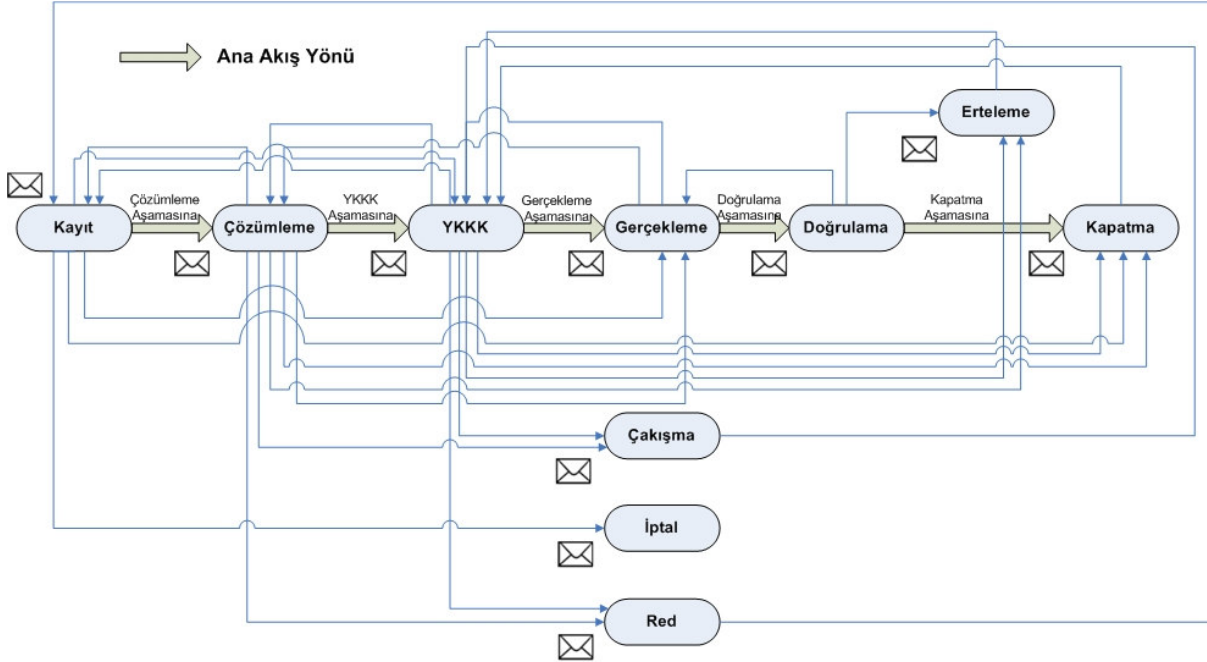 Ana Akış Yönü
Erteleme
Çözümleme
Aşamasına
YKKK
Aşamasına
Gerçekleme
Aşamasına
Doğrulama
Aşamasına
Kapatma
Aşamasına
Kayıt
Çözümleme
YKKK
Gerçekleme
Doğrulama
Kapatma
Çakışma
İptal
Red